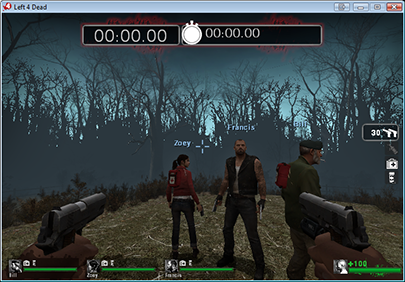 Left 4 Dead
00:00.00
00:00.00
Francis
Bill
Zoey
30
+100
Bill
Zoey
Francis